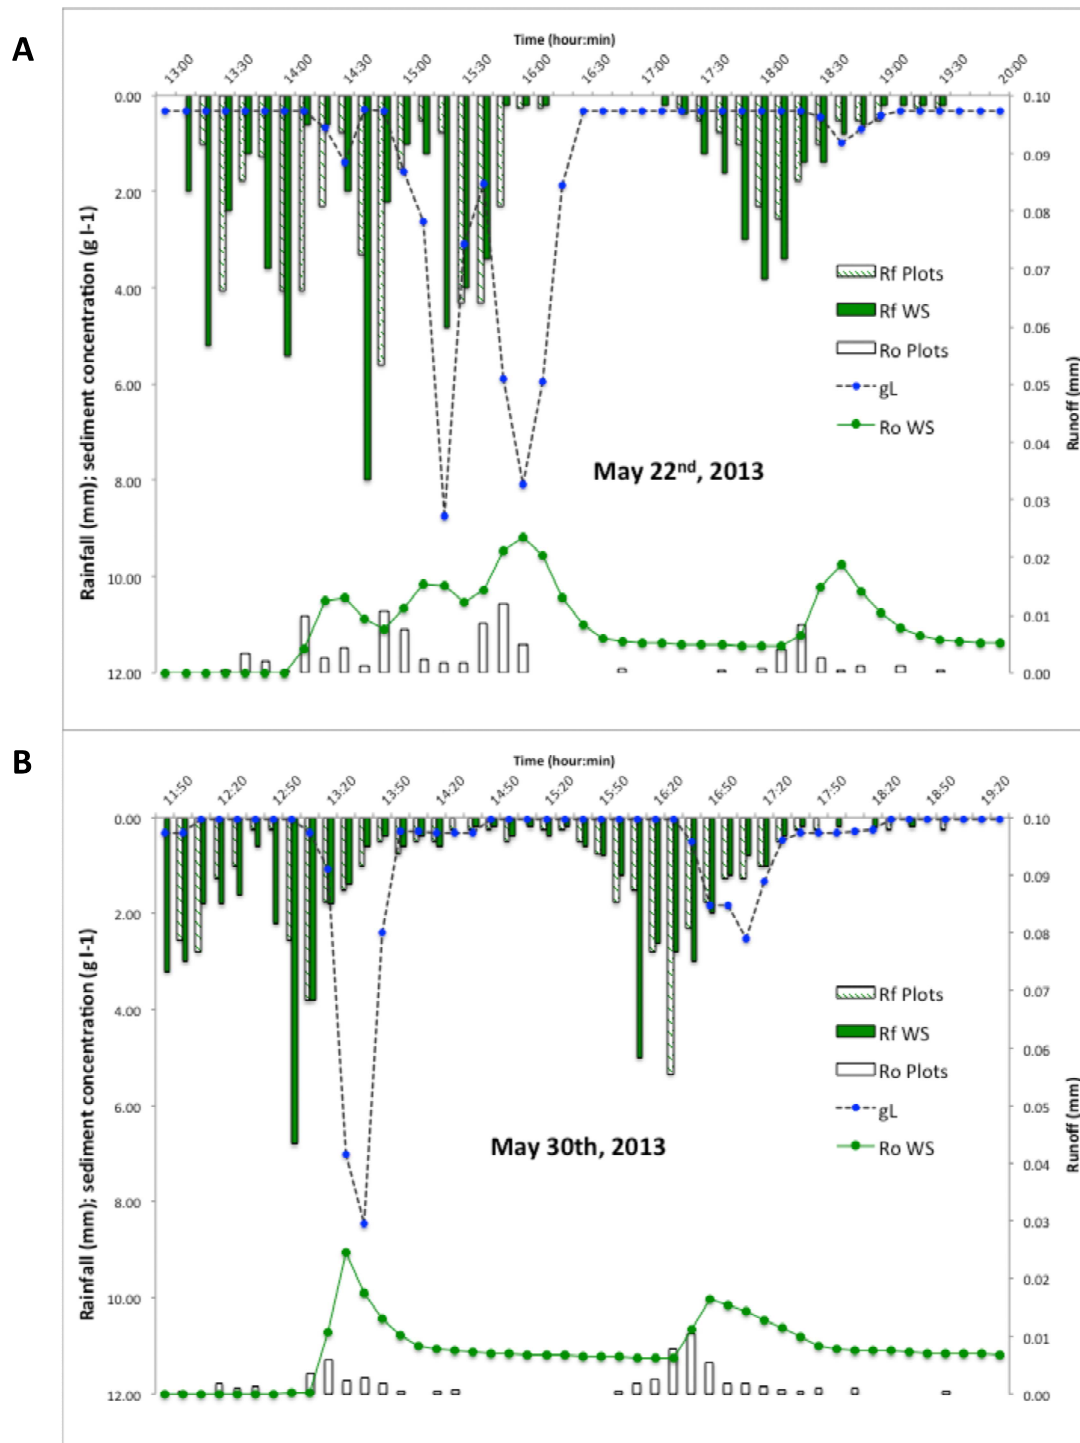 A
Time (hour:min)
13:00 13:30 14:00 14:30 15:00 15:30 16:00 16:30 17:00 17:30 18:00 18:30 19:00 19:30 20:00
0.00 0.10
0.09
2.00
0.08
4.00
0.07
0.06
6.00
0.05
0.04
8.00
0.03
0.02
10.00
0.01
12.00 0.00
Rainfall (mm); sediment concentration (g l-1)
Runoff (mm)
Rf Plots
Rf WS
Ro Plots
gL
Ro WS
May 22nd, 2013
B
Time (hour:min)
11:50 12:20 12:50 13:20 13:50 14:20 14:50 15:20 15:50 16:20 16:50 17:20 17:50 18:20 18:50 19:20
0.00 0.10
0.09
2.00
0.08
4.00
0.07
0.06
6.00
0.05
0.04
8.00
0.03
0.02
10.00
0.01
12.00 0.00
Rainfall (mm); sediment concentration (g l-1)
Runoff (mm)
Rf Plots
Rf WS
Ro Plots
gL
Ro WS
May 30th, 2013